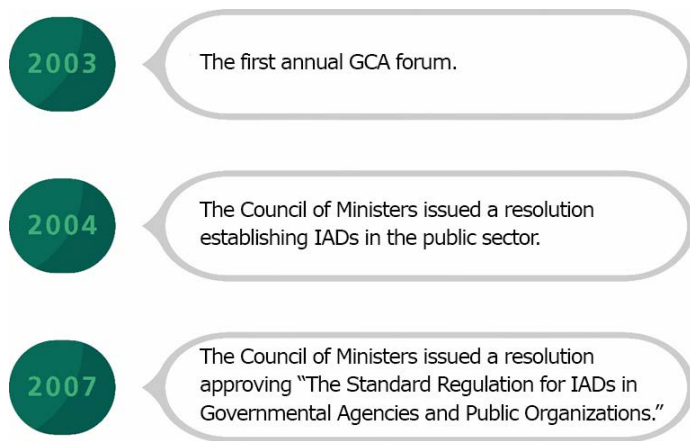 2003
The first annual GCA forum.
2004
The Council of Ministers issued a resolution
establishing IADs in the public sector.
2007
The Council of Ministers issued a resolution
approving “The Standard Regulation for IADs in
Governmental Agencies and Public Organizations.”